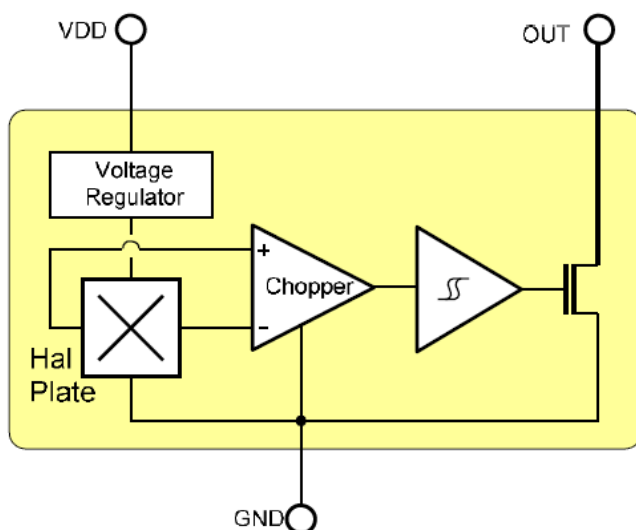 VDD
OUT
Voltage
Regulator
+
Chopper
-
Hal
Plate
GND